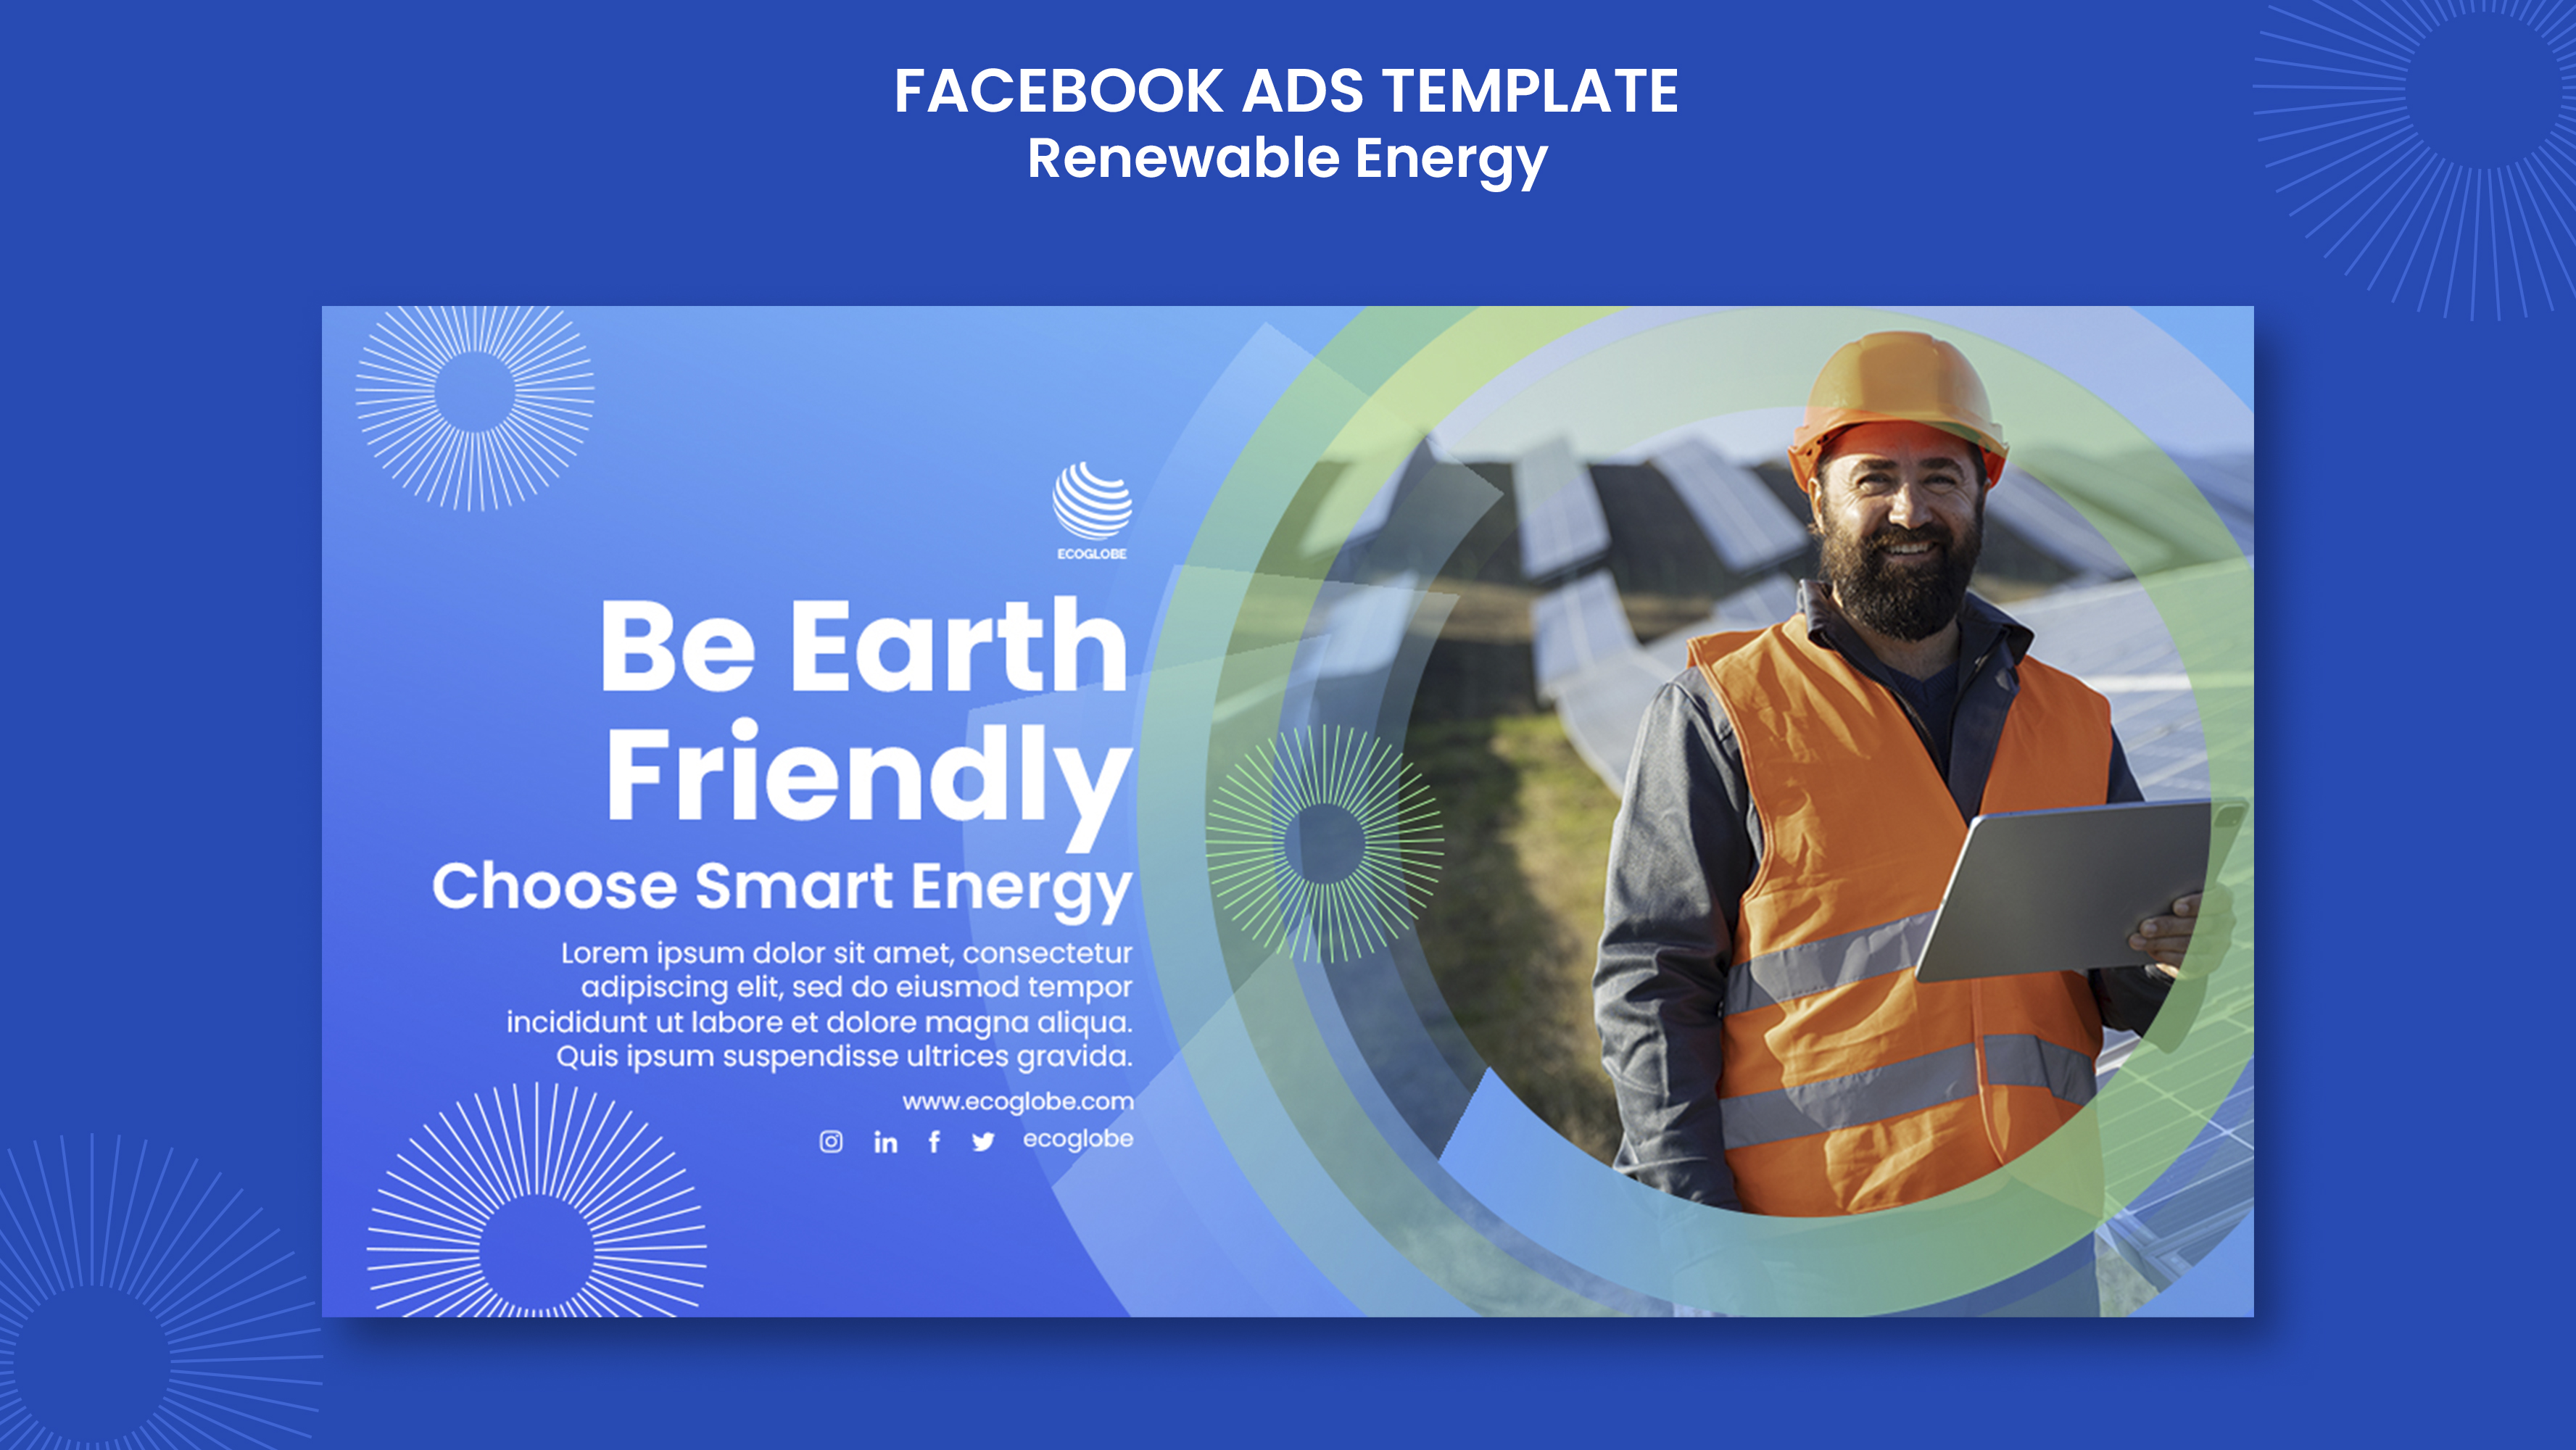 FACEBOOK ADS TEMPLATE
Renewable Energy
ECOGLOBE
Be Earth
Friendly
Choose Smart Energy
Lorem ipsum dolor sit amet, consectetur
adipiscing elit, sed do eiusmod tempor
incididunt ut labore et dolore magna aliqua.
Quis ipsum suspendisse ultrices gravida.
www.ecoglobe.com
ecoglobe